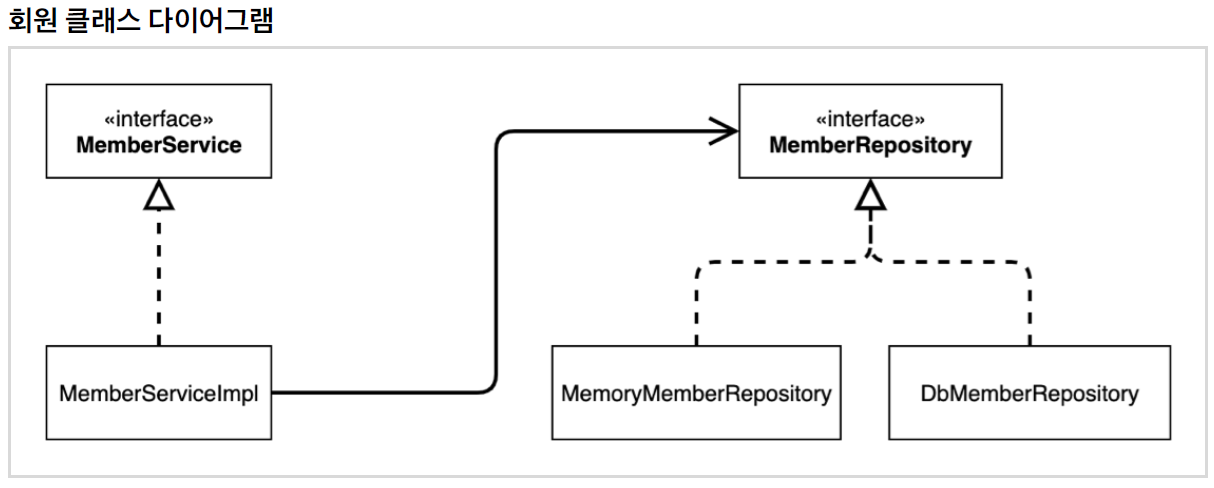 회원 클래스 다이어그램
«interface»
MemberService
«interface»
MemberRepository
MemberServiceImpl
MemoryMemberRepository
DbMemberRepository